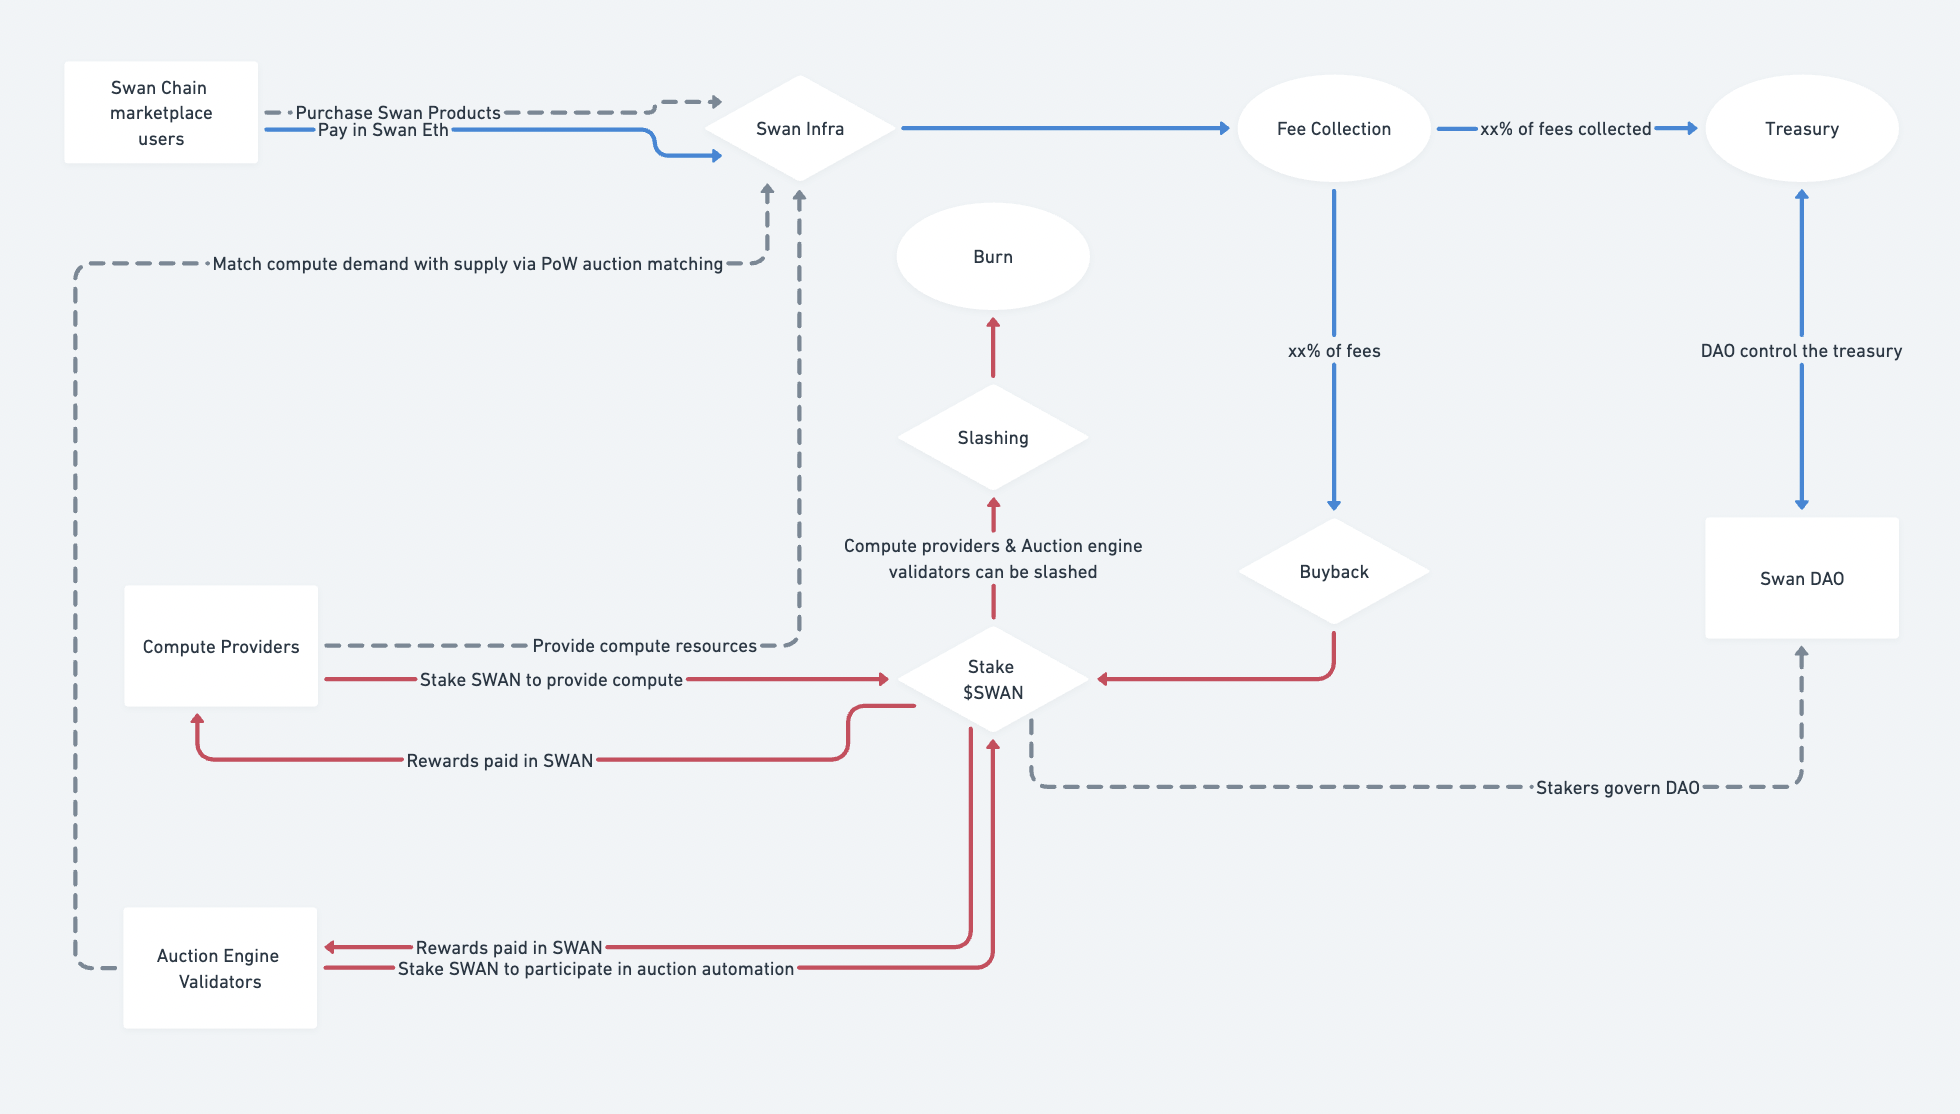 Swan Chain
marketplace
users
Purchase Swan Products
Pay in Swan Eth
Swan Infra
Fee Collection
xx% of fees collected
Treasury
Match compute demand with supply via PoW auction matching
Burn
xx% of fees
DAO control the treasury
Slashing
Compute providers & Auction engine
validators can be slashed
Buyback
Swan DAO
Compute Providers
Provide compute resources
Stake SWAN to provide compute
Stake
$SWAN
Rewards paid in SWAN
Stakers govern DAO
Auction Engine
Validators
Rewards paid in SWAN
Stake SWAN to participate in auction automation